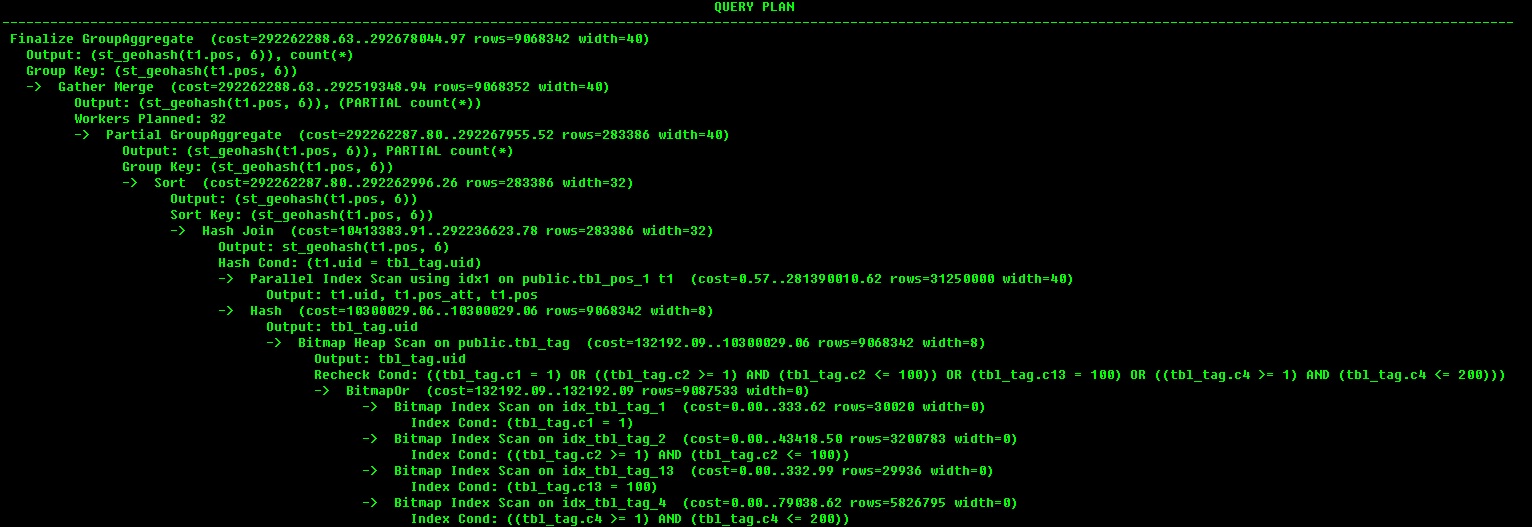 QUERY PLAN
--------------------------------------------------------------------------------------------------------------------------------------------------------------------------------------------
Finalize GroupAggregate  (cost=292262288.63..292678044.97 rows=9068342 width=40)
  Output: (st_geohash(t1.pos, 6)), count(*)
  Group Key: (st_geohash(t1.pos, 6))
  ->  Gather Merge  (cost=292262288.63..292519348.94 rows=9068352 width=40)
        Output: (st_geohash(t1.pos, 6)), (PARTIAL count(*))
        Workers Planned: 32
        ->  Partial GroupAggregate  (cost=292262287.80..292267955.52 rows=283386 width=40)
              Output: (st_geohash(t1.pos, 6)), PARTIAL count(*)
              Group Key: (st_geohash(t1.pos, 6))
              ->  Sort  (cost=292262287.80..292262996.26 rows=283386 width=32)
                    Output: (st_geohash(t1.pos, 6))
                    Sort Key: (st_geohash(t1.pos, 6))
                    ->  Hash Join  (cost=10413383.91..292236623.78 rows=283386 width=32)
                          Output: st_geohash(t1.pos, 6)
                          Hash Cond: (t1.uid = tbl_tag.uid)
                          ->  Parallel Index Scan using idx1 on public.tbl_pos_1 t1  (cost=0.57..281390010.62 rows=31250000 width=40)
                                Output: t1.uid, t1.pos_att, t1.pos
                          ->  Hash  (cost=10300029.06..10300029.06 rows=9068342 width=8)
                                Output: tbl_tag.uid
                                ->  Bitmap Heap Scan on public.tbl_tag  (cost=132192.09..10300029.06 rows=9068342 width=8)
                                      Output: tbl_tag.uid
                                      Recheck Cond: ((tbl_tag.c1 = 1) OR ((tbl_tag.c2 >= 1) AND (tbl_tag.c2 <= 100)) OR (tbl_tag.c13 = 100) OR ((tbl_tag.c4 >= 1) AND (tbl_tag.c4 <= 200)))
                                      ->  BitmapOr  (cost=132192.09..132192.09 rows=9087533 width=0)
                                            ->  Bitmap Index Scan on idx_tbl_tag_1  (cost=0.00..333.62 rows=30020 width=0)
                                                  Index Cond: (tbl_tag.c1 = 1)
                                            ->  Bitmap Index Scan on idx_tbl_tag_2  (cost=0.00..43418.50 rows=3200783 width=0)
                                                  Index Cond: ((tbl_tag.c2 >= 1) AND (tbl_tag.c2 <= 100))
                                            ->  Bitmap Index Scan on idx_tbl_tag_13  (cost=0.00..332.99 rows=29936 width=0)
                                                  Index Cond: (tbl_tag.c13 = 100)
                                            ->  Bitmap Index Scan on idx_tbl_tag_4  (cost=0.00..79038.62 rows=5826795 width=0)
                                                  Index Cond: ((tbl_tag.c4 >= 1) AND (tbl_tag.c4 <= 200))